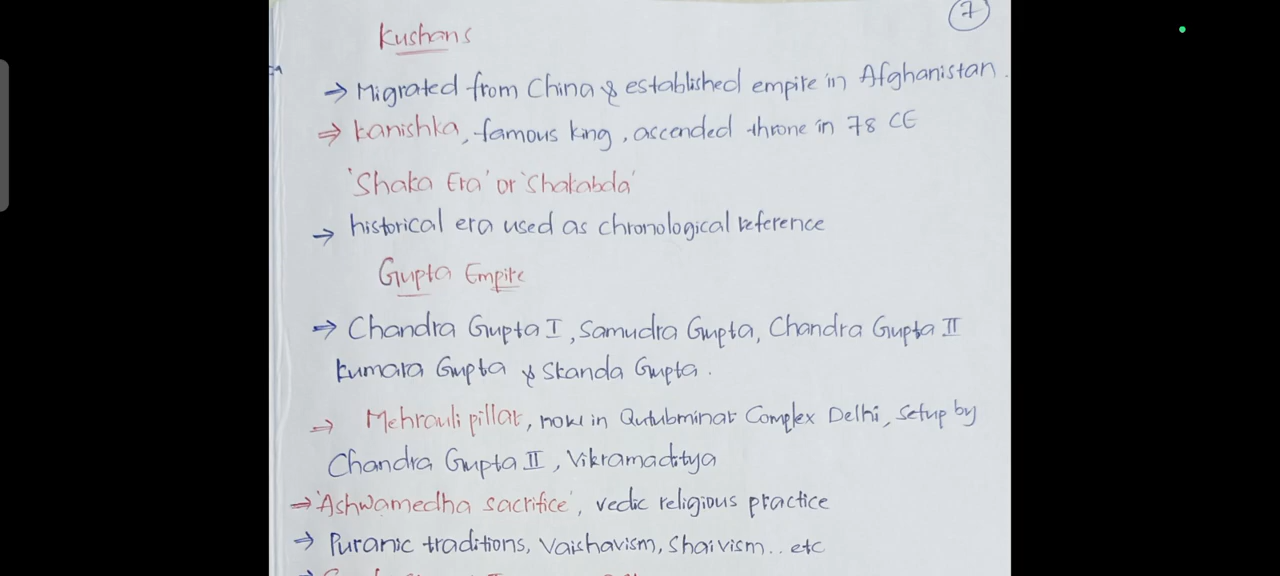 7
Kushans
→ Migrated from China & established empire in Afghanistan.
⇒ Kanishka, famous king, ascended throne in 78 CE
'Shaka Era' or 'Shakabda'
→ historical era used as chronological reference
Gupta Empire
→ Chandra Gupta I, Samudra Gupta, Chandra Gupta II
Kumara Gupta & Skanda Gupta.
→ Mehrauli pillar, now in Qutubminar Complex Delhi, setup by
Chandra Gupta II, Vikramaditya
→ 'Ashwamedha sacrifice', vedic religious practice
→ Puranic traditions, Vaishavism, Shaivism.. etc